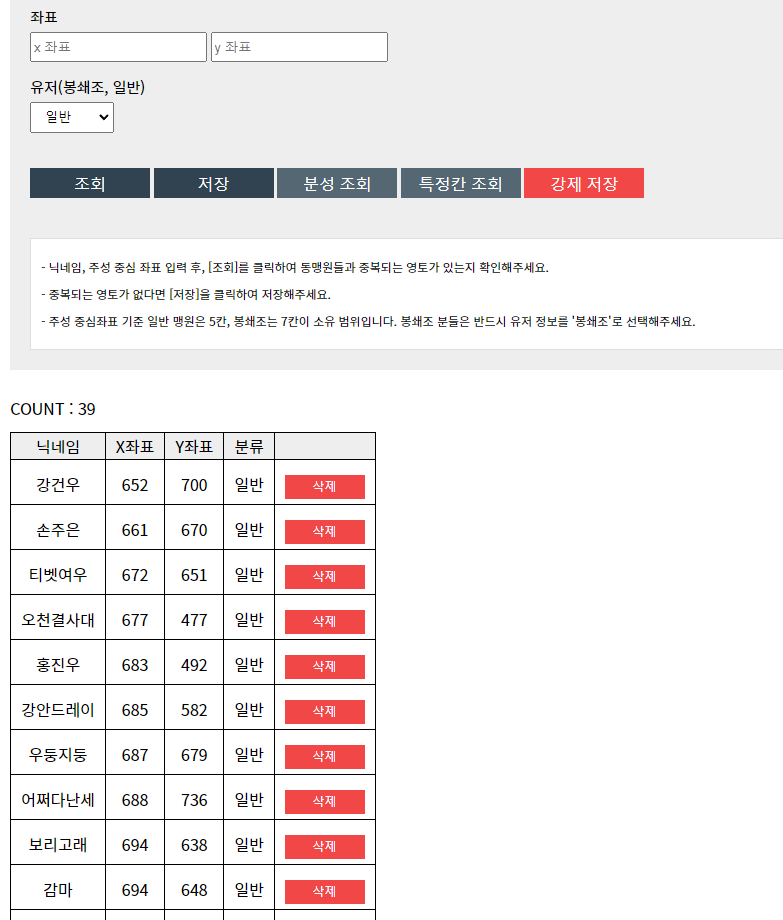 좌표
x 좌표 y 좌표
유저(봉쇄조, 일반)
일반
조회 저장 분성 조회 특정칸 조회 강제 저장
- 닉네임, 주성 중심 좌표 입력 후, [조회]를 클릭하여 동맹원들과 중복되는 영토가 있는지 확인해주세요.
- 중복되는 영토가 없다면 [저장]을 클릭하여 저장해주세요.
- 주성 중심좌표 기준 일반 맹원은 5칸, 봉쇄조는 7칸이 소유 범위입니다. 봉쇄조 분들은 반드시 유저 정보를 '봉쇄조'로 선택해주세요.
COUNT : 39
닉네임 X좌표 Y좌표 분류
강건우 652 700 일반 삭제
손주은 661 670 일반 삭제
티벳여우 672 651 일반 삭제
오천결사대 677 477 일반 삭제
홍진우 683 492 일반 삭제
강안드레이 685 582 일반 삭제
우둥지둥 687 679 일반 삭제
어쩌다난세 688 736 일반 삭제
보리고래 694 638 일반 삭제
감마 694 648 일반 삭제